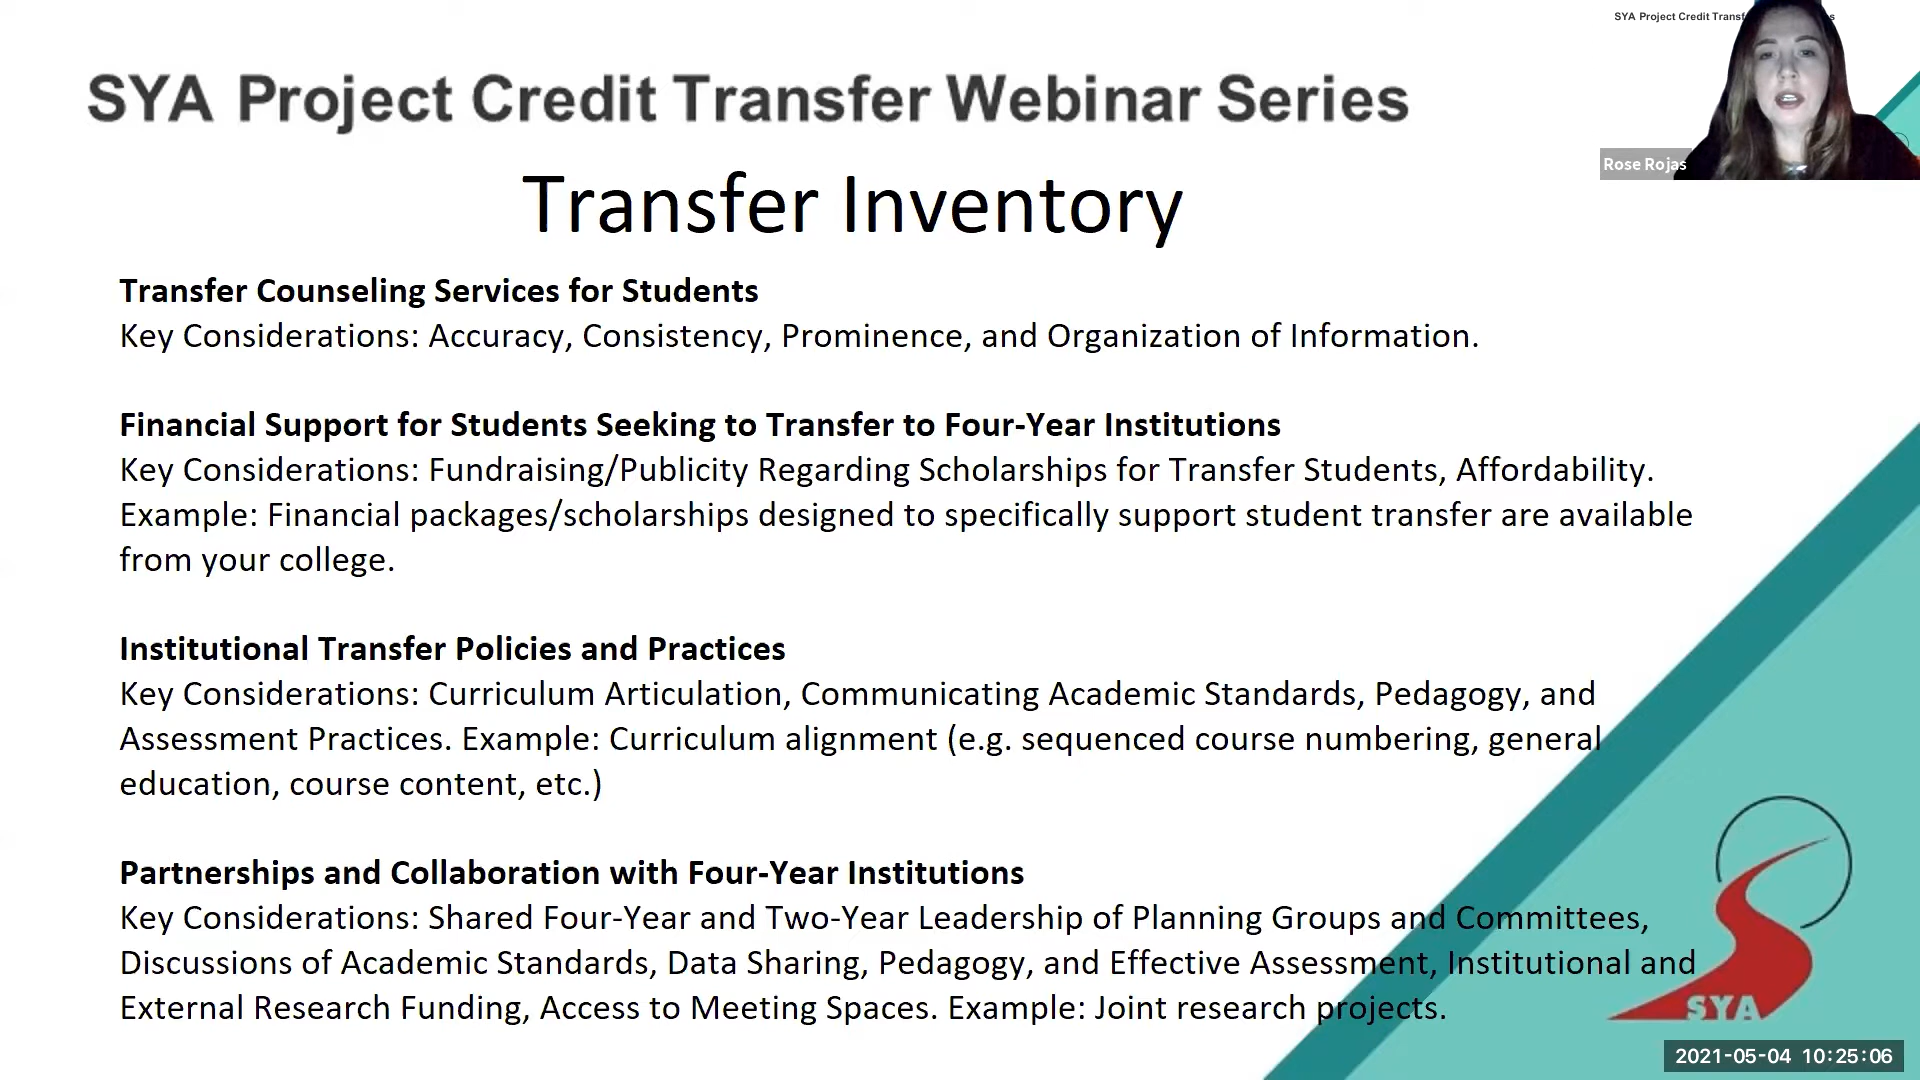 SYA Project Credit Transf
SYA Project Credit Transfer Webinar Series
Rose Rojas
Transfer Inventory
Transfer Counseling Services for Students
Key Considerations: Accuracy, Consistency, Prominence, and Organization of Information.
Financial Support for Students Seeking to Transfer to Four-Year Institutions
Key Considerations: Fundraising/Publicity Regarding Scholarships for Transfer Students, Affordability.
Example: Financial packages/scholarships designed to specifically support student transfer are available
from your college.
Institutional Transfer Policies and Practices
Key Considerations: Curriculum Articulation, Communicating Academic Standards, Pedagogy, and
Assessment Practices. Example: Curriculum alignment (e.g. sequenced course numbering, general
education, course content, etc.)
Partnerships and Collaboration with Four-Year Institutions
Key Considerations: Shared Four-Year and Two-Year Leadership of Planning Groups and Committees,
Discussions of Academic Standards, Data Sharing, Pedagogy, and Effective Assessment, Institutional and
External Research Funding, Access to Meeting Spaces. Example: Joint research projects.
SYA
2021-05-04 10:25:06